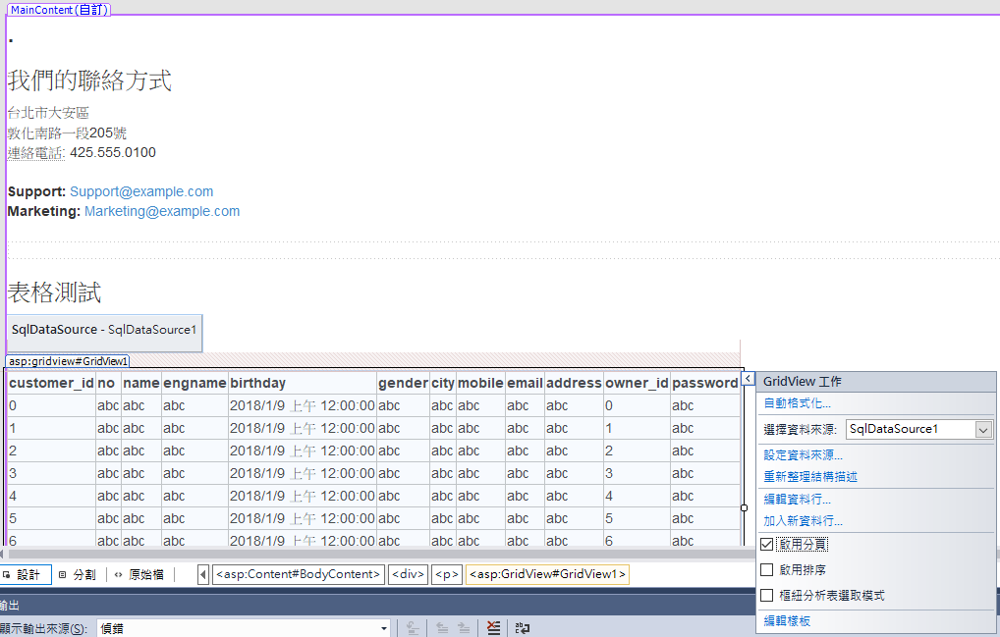 MainContent (自訂)
我們的聯絡方式
台北市大安區
敦化南路一段205號
連絡電話: 425.555.0100
Support: Support@example.com
Marketing: Marketing@example.com
表格測試
SqlDataSource - SqlDataSource1
asp:gridview#GridView1
customer_id no name engname birthday gender city mobile email address owner_id password
0 abc abc abc 2018/1/9 上午 12:00:00 abc abc abc abc abc 0 abc
1 abc abc abc 2018/1/9 上午 12:00:00 abc abc abc abc abc 1 abc
2 abc abc abc 2018/1/9 上午 12:00:00 abc abc abc abc abc 2 abc
3 abc abc abc 2018/1/9 上午 12:00:00 abc abc abc abc abc 3 abc
4 abc abc abc 2018/1/9 上午 12:00:00 abc abc abc abc abc 4 abc
5 abc abc abc 2018/1/9 上午 12:00:00 abc abc abc abc abc 5 abc
6 abc abc abc 2018/1/9 上午 12:00:00 abc abc abc abc abc 6 abc
GridView 工作
自動格式化...
選擇資料來源: SqlDataSource1
設定資料來源...
重新整理結構描述
編輯資料行...
加入新資料行...
啟用分頁
啟用排序
樞紐分析表選取模式
編輯樣板
設計 分割 原始檔 <asp:Content#BodyContent> <div> <p> <asp:GridView#GridView1>
輸出
顯示輸出來源(S): 偵錯